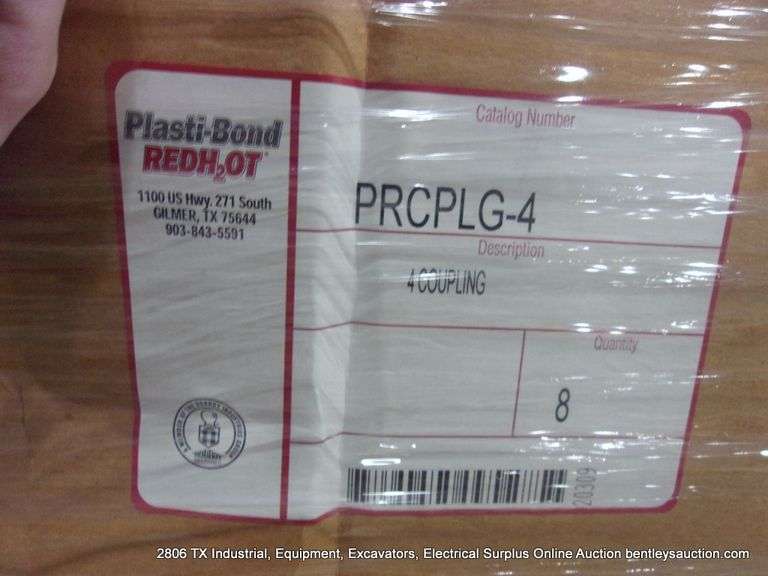 Plasti-Bond
REDH2OT
1100 US Hwy. 271 South
GILMER, TX 75644
903-843-5591
Catalog Number
PRCPLG-4
Description
4 COUPLING
Quantity
8
20309
2806 TX Industrial, Equipment, Excavators, Electrical Surplus Online Auction bentleysauction.com